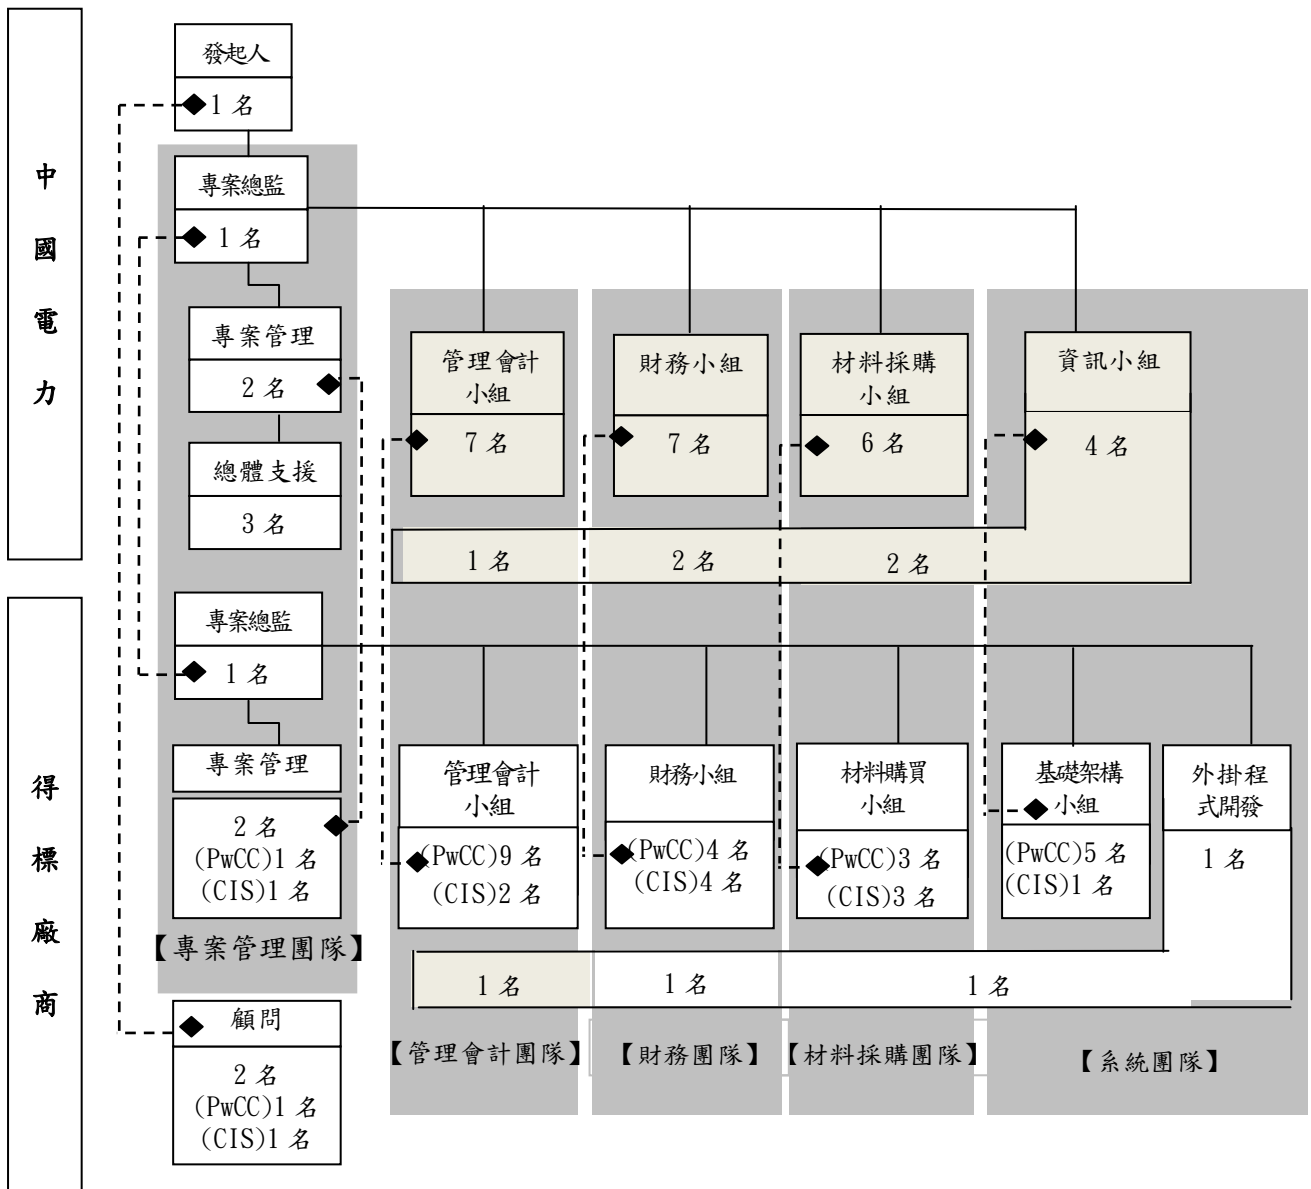 中
國
電
力
發起人
1 名
專案總監
1 名
專案管理
2 名
總體支援
3 名
管理會計
小組
7 名
財務小組
7 名
材料採購
小組
6 名
資訊小組
4 名
1 名
2 名
2 名
得
標
廠
商
專案總監
1 名
專案管理
2 名
(PwCC)1 名
(CIS)1 名
【專案管理團隊】
顧問
2 名
(PwCC)1 名
(CIS)1 名
管理會計
小組
(PwCC)9 名
(CIS)2 名
財務小組
(PwCC)4 名
(CIS)4 名
材料購買
小組
(PwCC)3 名
(CIS)3 名
基礎架構
小組
(PwCC)5 名
(CIS)1 名
外掛程
式開發
1 名
1 名
1 名
1 名
【管理會計團隊】
【財務團隊】
【材料採購團隊】
【系統團隊】